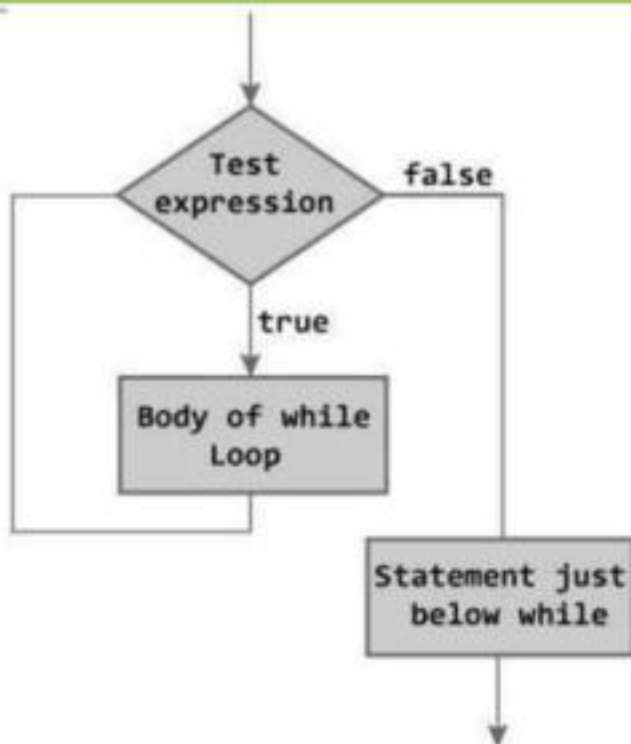 Test
expression
false
true
Body of while
Loop
Statement just
below while